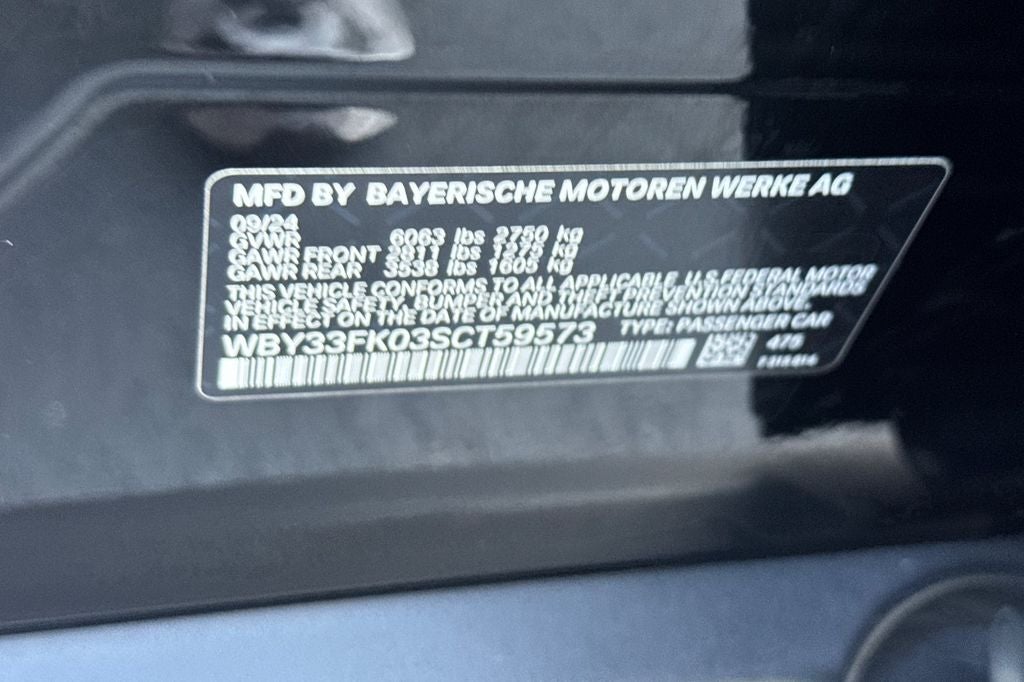 MFD BY BAYERISCHE MOTOREN WERKE AG
09/24
GVWR 6063 lbs 2750 kg
GAWR FRONT 2811 lbs 1275 kg
GAWR REAR 3538 lbs 1605 kg
THIS VEHICLE CONFORMS TO ALL APPLICABLE U.S. FEDERAL MOTOR
VEHICLE SAFETY, BUMPER AND THEFT PREVENTION STANDARDS
IN EFFECT ON THE DATE OF MANUFACTURE SHOWN ABOVE.
WBY33FK03SCT59573 TYPE: PASSENGER CAR
475